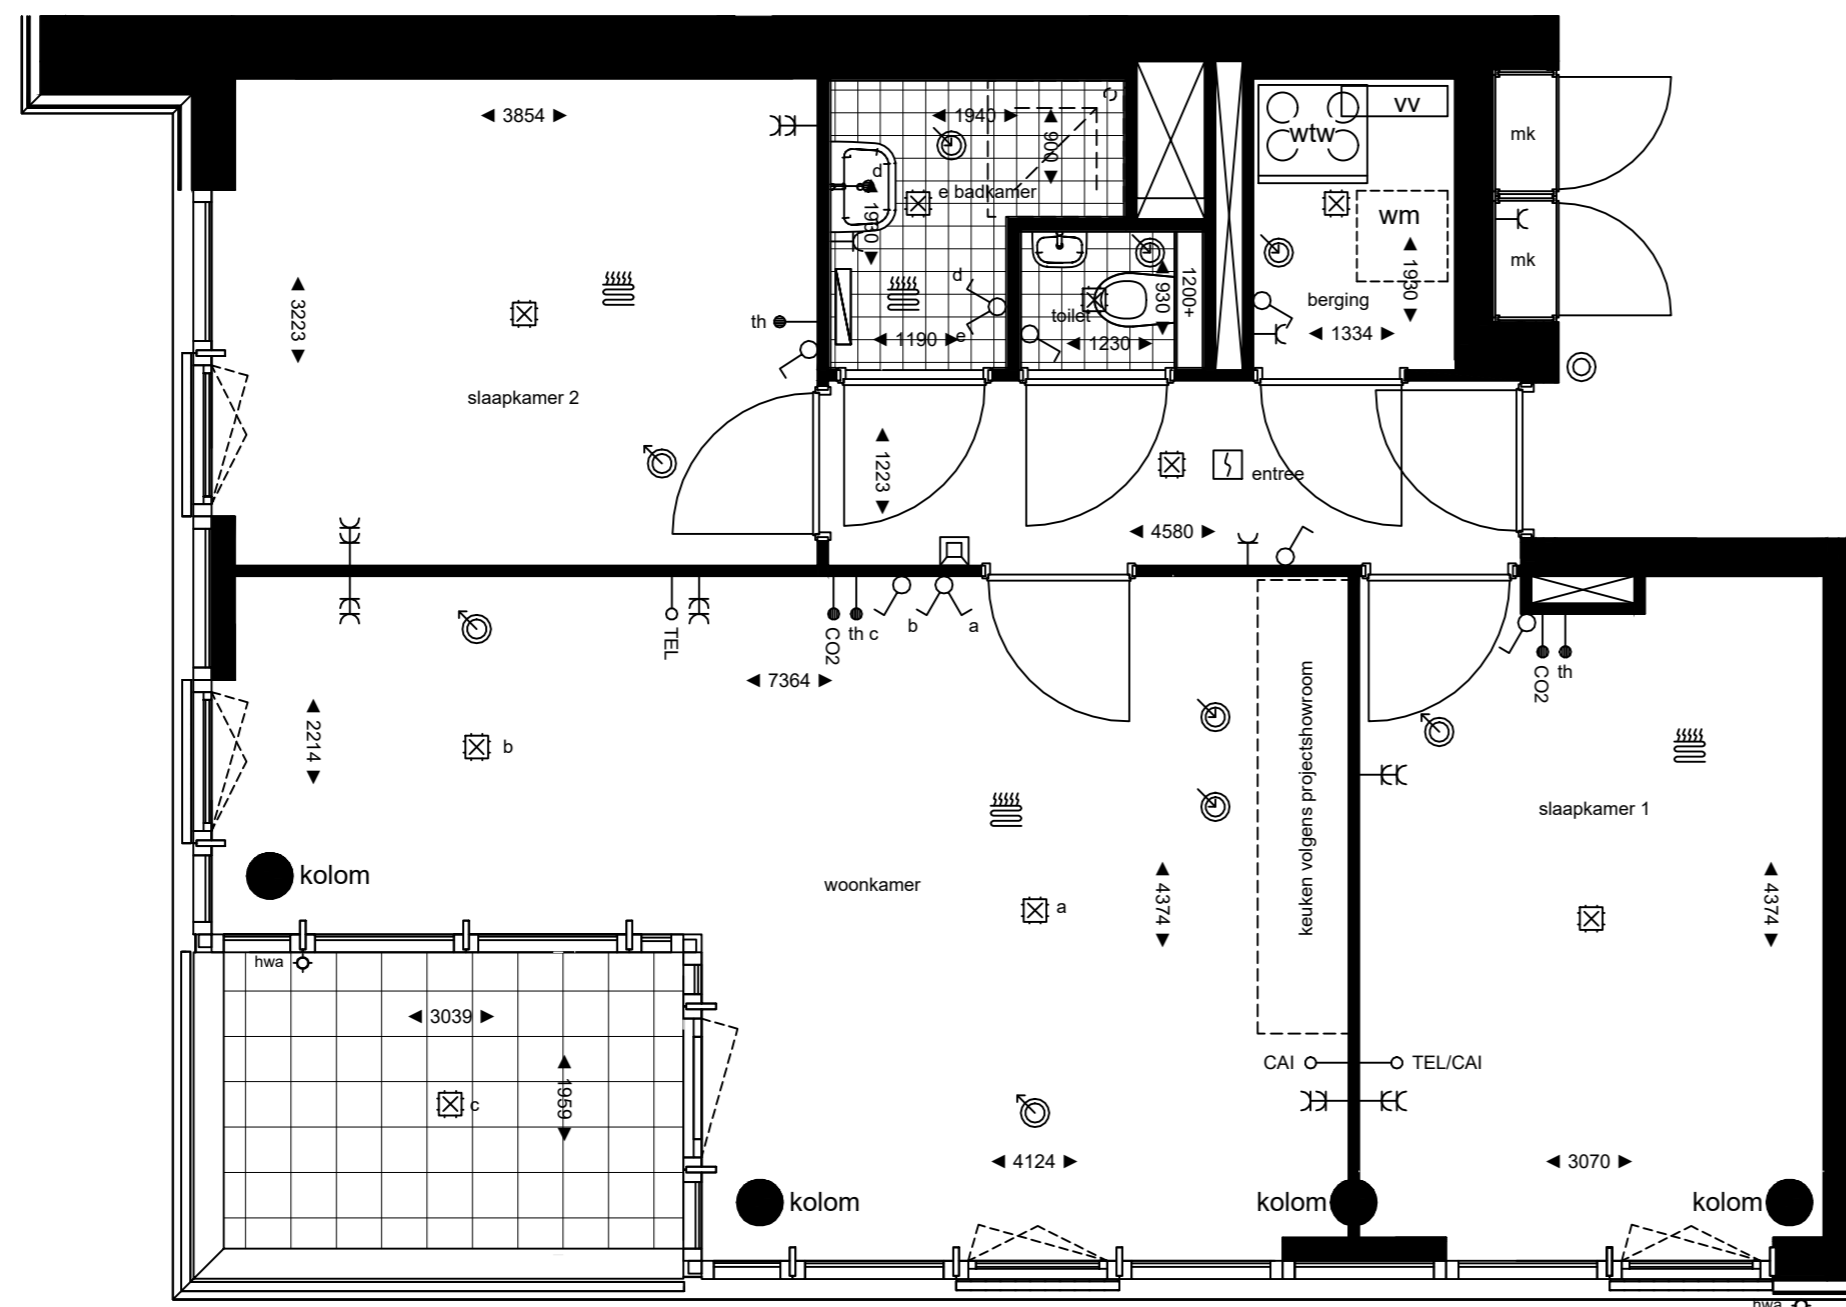 3854
1940
900
vv
wtw
mk
d
e badkamer
wm
1930
1930
mk
3223
d
930
1200+
berging
th
toilet
1190
e
1230
1334
slaapkamer 2
1223
entree
4580
TEL
CO2
th c
b
a
CO2
th
7364
keuken volgens projectshowroom
2214
b
slaapkamer 1
kolom
woonkamer
a
4374
4374
hwa
3039
c
1959
CAI
TEL/CAI
4124
3070
kolom
kolom
kolom
hwa